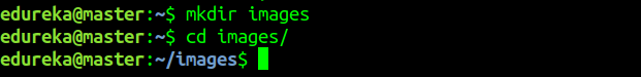 edureka@master:~$ mkdir images
edureka@master:~$ cd images/
edureka@master:~/images$